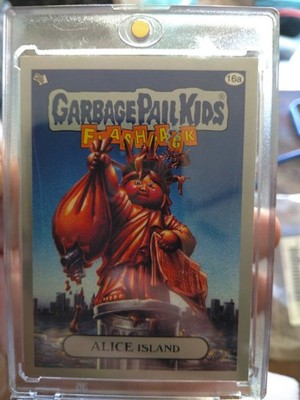 16a
GARBAGE PAIL KIDS
FLASHBACK
ALICE ISLAND